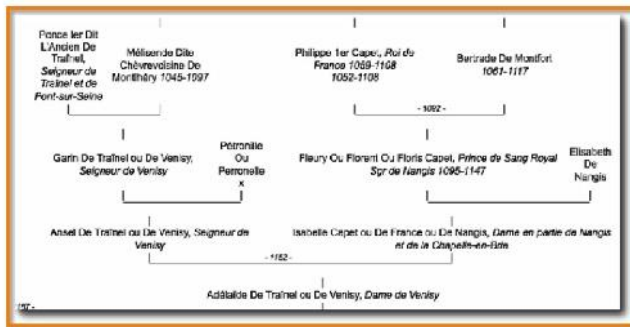 Ponce Ier Dit
L'Ancien De
Traînel,
Seigneur de
Traînel et de
Pont-sur-Seine
Mélisende Dite
Chèvrevoisine De
Montlhéry 1045-1097
Philippe 1er Capet, Roi de
France 1059-1108
1052-1108
Bertrade De Montfort
1061-1117
- 1092 -
Garin De Traînel ou De Venisy,
Seigneur de Venisy
Pétronille
Ou
Perronelle
x
Fleury Ou Florent Ou Floris Capet, Prince de Sang Royal
Sgr de Nangis 1095-1147
Elisabeth
De
Nangis
Ansel De Traînel ou De Venisy, Seigneur de
Venisy
Isabelle Capet ou De France ou De Nangis, Dame en partie de Nangis
et de la Chapelle-en-Brie
- 1152 -
Adélaïde De Traînel ou De Venisy, Dame de Venisy